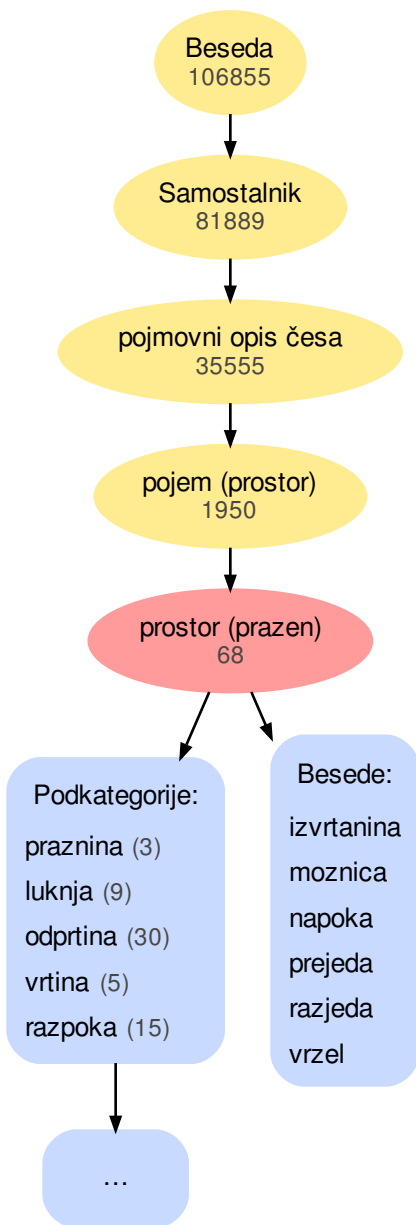 Beseda
106855
Samostalnik
81889
pojmovni opis česa
35555
pojem (prostor)
1950
prostor (prazen)
68
Podkategorije:
praznina (3)
luknja (9)
odprtina (30)
vrtina (5)
razpoka (15)
Besede:
izvrtanina
moznica
napoka
prejeda
razjeda
vrzel
...